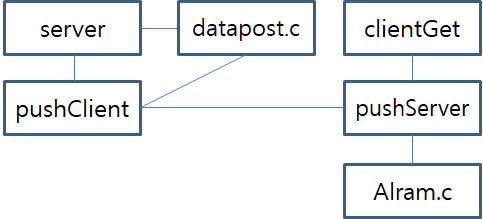 server
datapost.c
clientGet
pushClient
pushServer
Alram.c